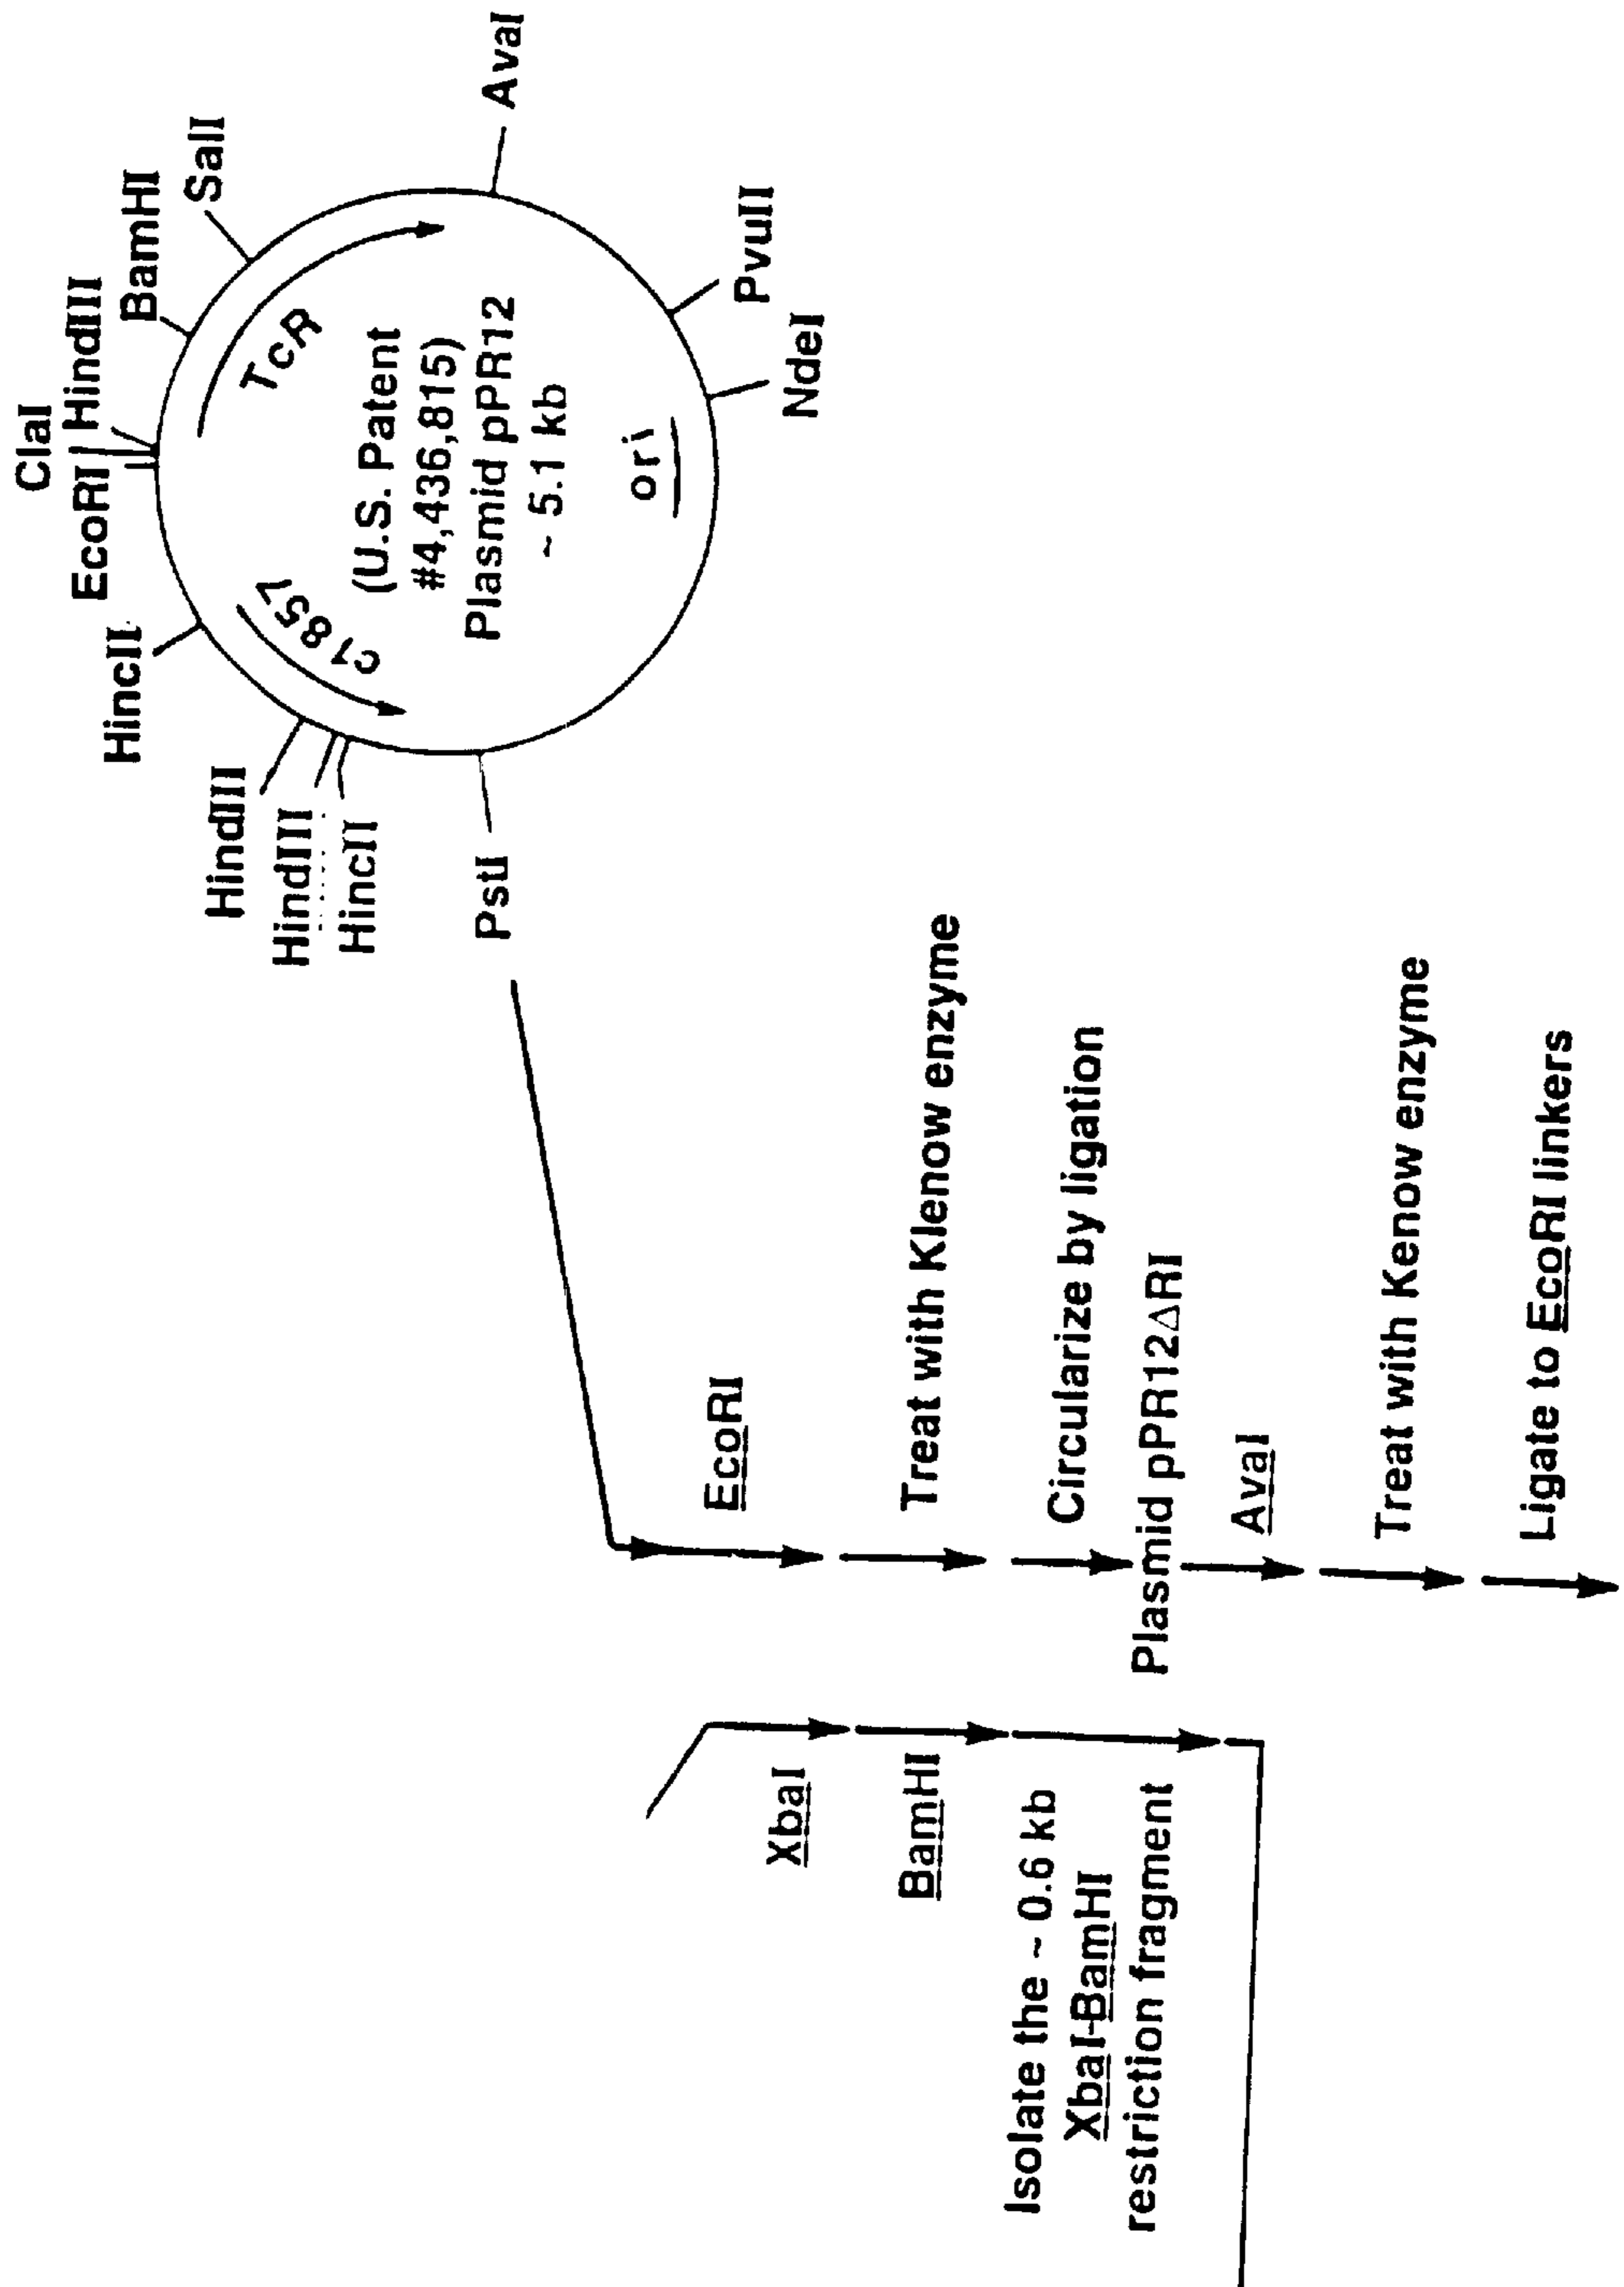 ClaI
EcoRI
HindIII
BamHI
SalI
AvaI
PvuII
NdeI
HincII
HindIII
HindIII
HincII
PstI
TcR
cI857
(U.S. Patent
#4,436,815)
Plasmid pPR12
~ 5.1 kb
ori
EcoRI
Treat with Klenow enzyme
Circularize by ligation
Plasmid pPR12ΔRI
AvaI
Treat with Kenow enzyme
Ligate to EcoRI linkers
XbaI
BamHI
Isolate the ~ 0.6 kb
XbaI-BamHI
restriction fragment